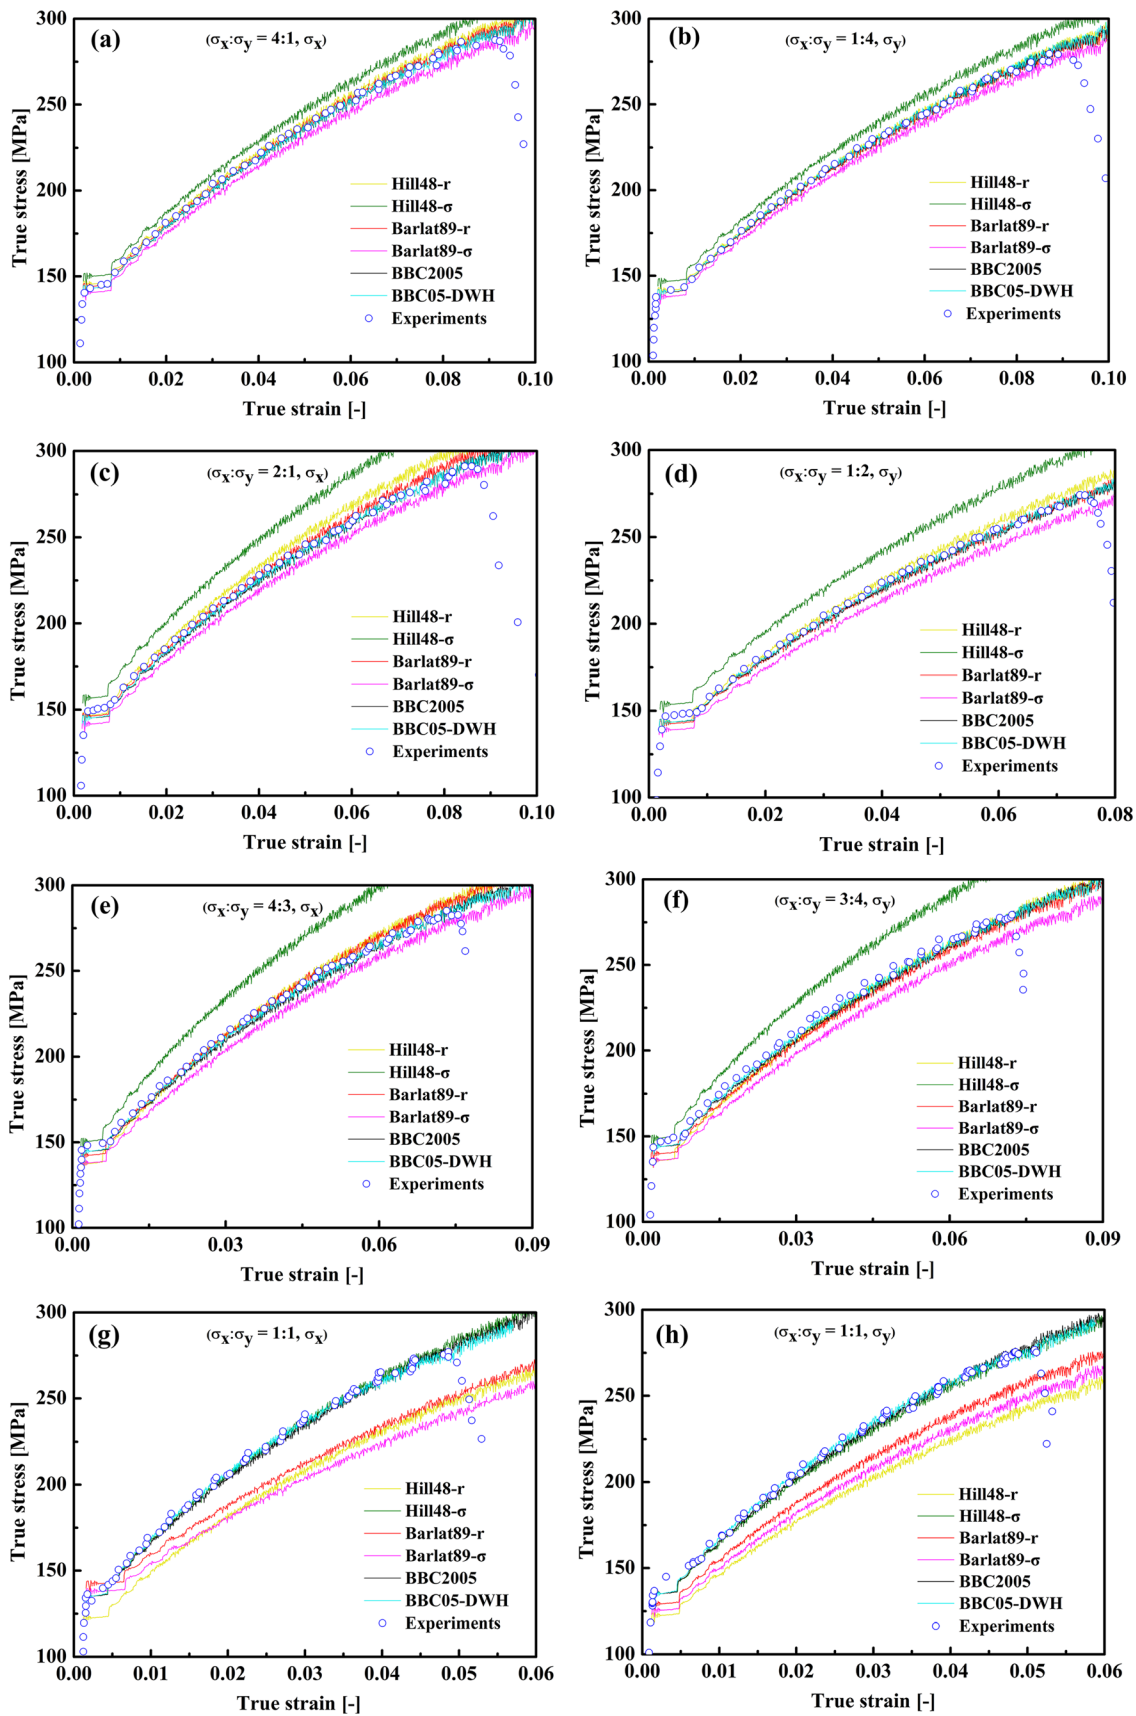 (a) (σx:σy = 4:1, σx)
True stress [MPa]
300
250
200
150
100
Hill48-r
Hill48-σ
Barlat89-r
Barlat89-σ
BBC2005
BBC05-DWH
Experiments
0.00 0.02 0.04 0.06 0.08 0.10
True strain [-]
(b) (σx:σy = 1:4, σy)
True stress [MPa]
300
250
200
150
100
Hill48-r
Hill48-σ
Barlat89-r
Barlat89-σ
BBC2005
BBC05-DWH
Experiments
0.00 0.02 0.04 0.06 0.08 0.10
True strain [-]
(c) (σx:σy = 2:1, σx)
True stress [MPa]
300
250
200
150
100
Hill48-r
Hill48-σ
Barlat89-r
Barlat89-σ
BBC2005
BBC05-DWH
Experiments
0.00 0.02 0.04 0.06 0.08 0.10
True strain [-]
(d) (σx:σy = 1:2, σy)
True stress [MPa]
300
250
200
150
100
Hill48-r
Hill48-σ
Barlat89-r
Barlat89-σ
BBC2005
BBC05-DWH
Experiments
0.00 0.02 0.04 0.06 0.08
True strain [-]
(e) (σx:σy = 4:3, σx)
True stress [MPa]
300
250
200
150
100
Hill48-r
Hill48-σ
Barlat89-r
Barlat89-σ
BBC2005
BBC05-DWH
Experiments
0.00 0.03 0.06 0.09
True strain [-]
(f) (σx:σy = 3:4, σy)
True stress [MPa]
300
250
200
150
100
Hill48-r
Hill48-σ
Barlat89-r
Barlat89-σ
BBC2005
BBC05-DWH
Experiments
0.00 0.03 0.06 0.09
True strain [-]
(g) (σx:σy = 1:1, σx)
True stress [MPa]
300
250
200
150
100
Hill48-r
Hill48-σ
Barlat89-r
Barlat89-σ
BBC2005
BBC05-DWH
Experiments
0.00 0.01 0.02 0.03 0.04 0.05 0.06
True strain [-]
(h) (σx:σy = 1:1, σy)
True stress [MPa]
300
250
200
150
100
Hill48-r
Hill48-σ
Barlat89-r
Barlat89-σ
BBC2005
BBC05-DWH
Experiments
0.00 0.01 0.02 0.03 0.04 0.05 0.06
True strain [-]